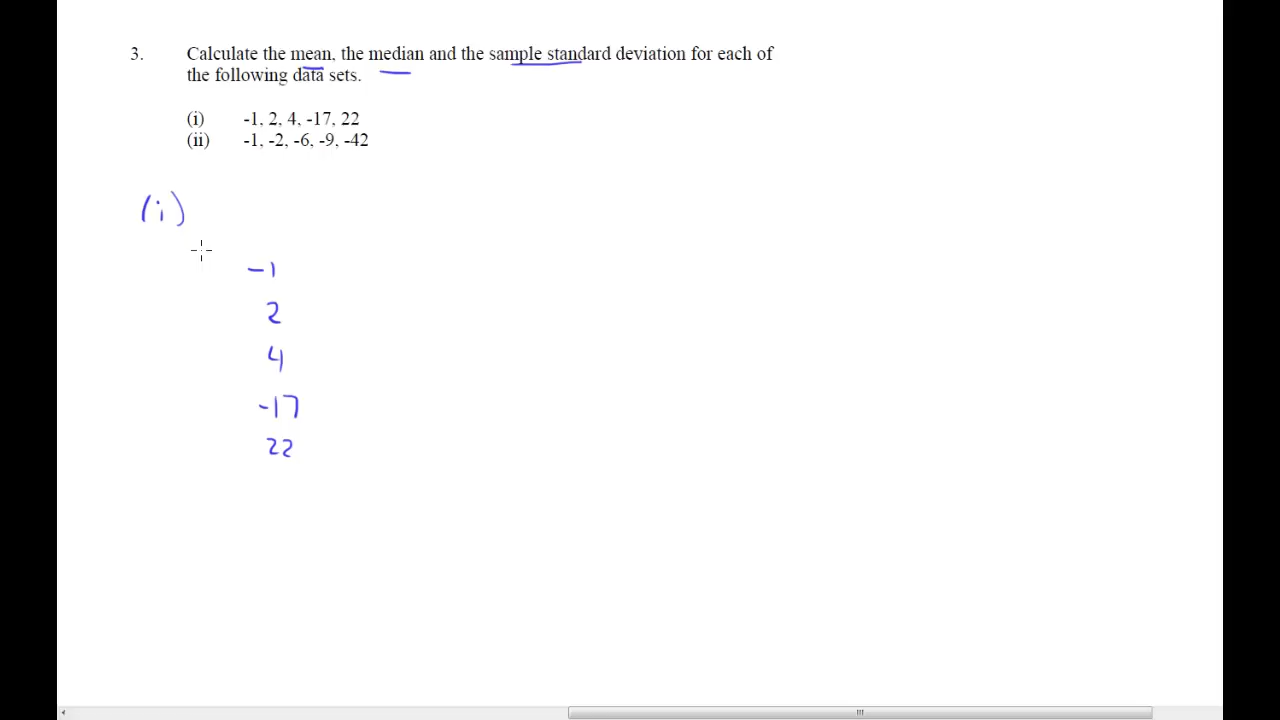 3. Calculate the mean, the median and the sample standard deviation for each of
the following data sets.
(i) -1, 2, 4, -17, 22
(ii) -1, -2, -6, -9, -42
(i)
-1
2
4
-17
22